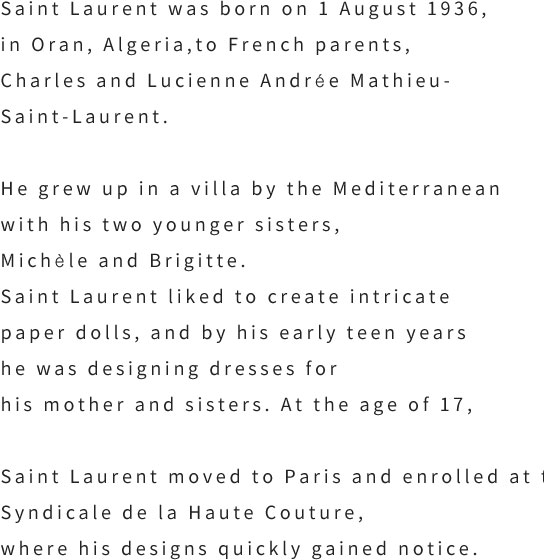 Saint Laurent was born on 1 August 1936,
in Oran, Algeria,to French parents,
Charles and Lucienne Andrée Mathieu-
Saint-Laurent.
He grew up in a villa by the Mediterranean
with his two younger sisters,
Michèle and Brigitte.
Saint Laurent liked to create intricate
paper dolls, and by his early teen years
he was designing dresses for
his mother and sisters. At the age of 17,
Saint Laurent moved to Paris and enrolled at
Syndicale de la Haute Couture,
where his designs quickly gained notice.